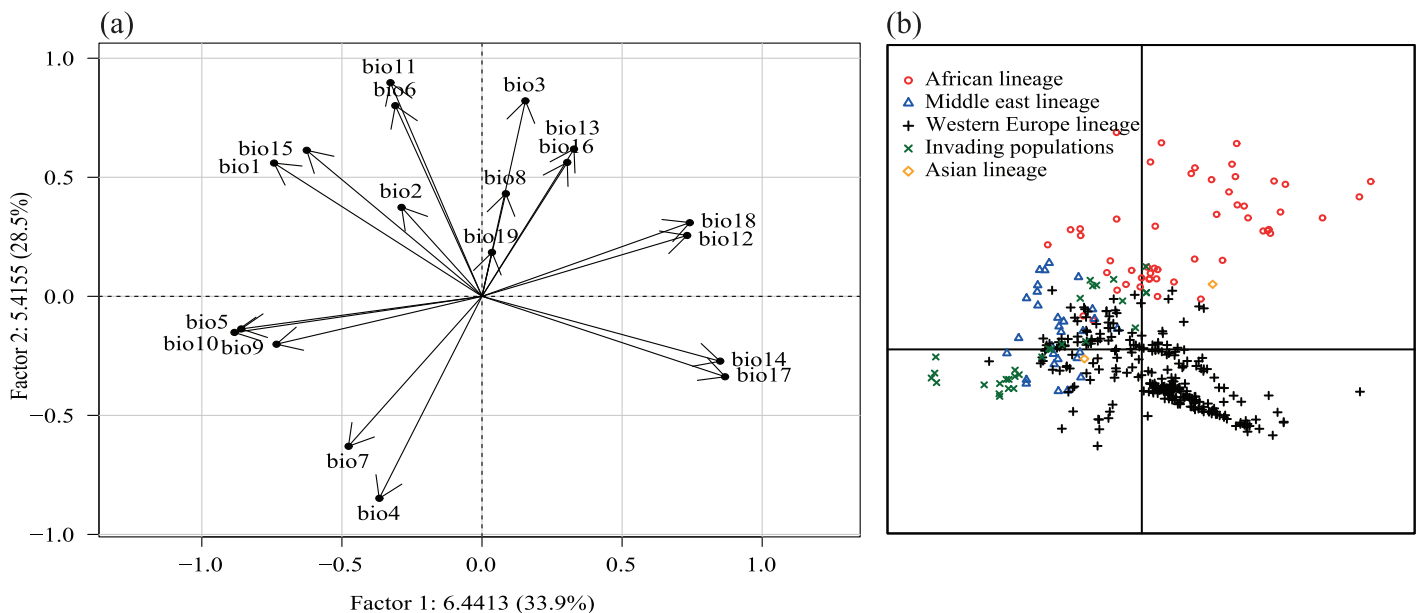 (a)
1.0
0.5
0.0
−0.5
−1.0
Factor 2: 5.4155 (28.5%)
bio11
bio6
bio3
bio13
bio16
bio15
bio1
bio8
bio2
bio18
bio12
bio19
bio5
bio10
bio9
bio14
bio17
bio7
bio4
−1.0
−0.5
0.0
0.5
1.0
Factor 1: 6.4413 (33.9%)
(b)
African lineage
Middle east lineage
Western Europe lineage
Invading populations
Asian lineage